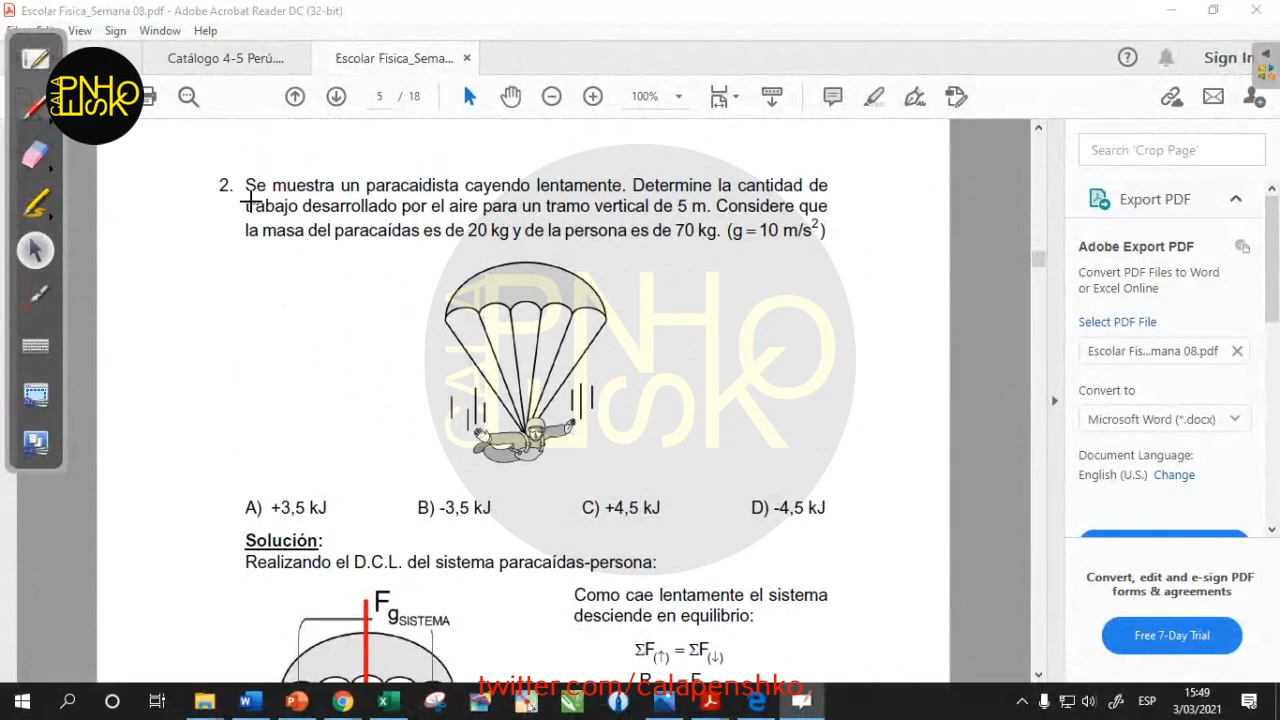 Escolar Fisica_Semana 08.pdf - Adobe Acrobat Reader DC (32-bit)
View Sign Window Help
Catálogo 4-5 Perú.... Escolar Fisica_Sema... × Sign In
5 / 18 100%
CALA PENHSKO
2. Se muestra un paracaidista cayendo lentamente. Determine la cantidad de
trabajo desarrollado por el aire para un tramo vertical de 5 m. Considere que
la masa del paracaídas es de 20 kg y de la persona es de 70 kg. (g = 10 m/s2)
A) +3,5 kJ B) -3,5 kJ C) +4,5 kJ D) -4,5 kJ
Solución:
Realizando el D.C.L. del sistema paracaídas-persona:
FgSISTEMA
Como cae lentamente el sistema
desciende en equilibrio:
ΣF(↑) = ΣF(↓)
Search 'Crop Page'
Export PDF
Adobe Export PDF
Convert PDF Files to Word
or Excel Online
Select PDF File
Escolar Fis...mana 08.pdf ×
Convert to
Microsoft Word (*.docx)
Document Language:
English (U.S.) Change
Convert, edit and e-sign PDF
forms & agreements
Free 7-Day Trial
twitter.com/calapenshko
ESP
15:49
3/03/2021